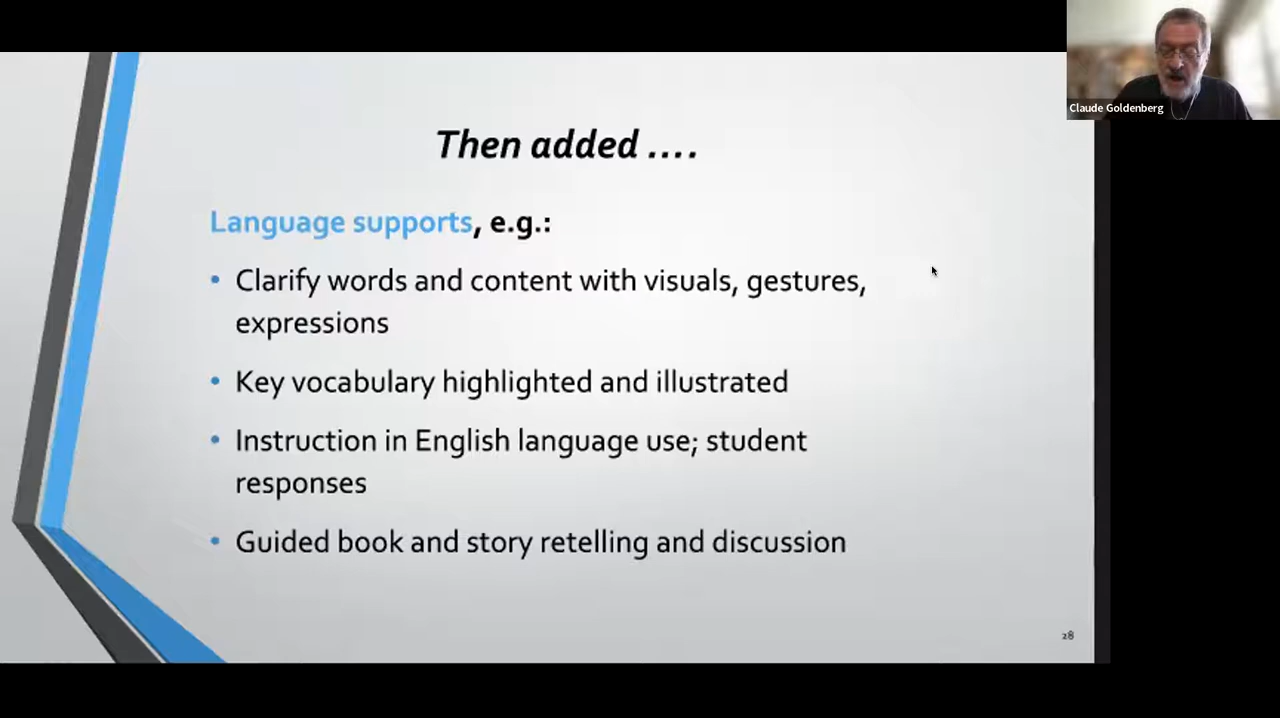 Claude Goldenberg
Then added ....
Language supports, e.g.:
• Clarify words and content with visuals, gestures,
expressions
• Key vocabulary highlighted and illustrated
• Instruction in English language use; student
responses
• Guided book and story retelling and discussion
28